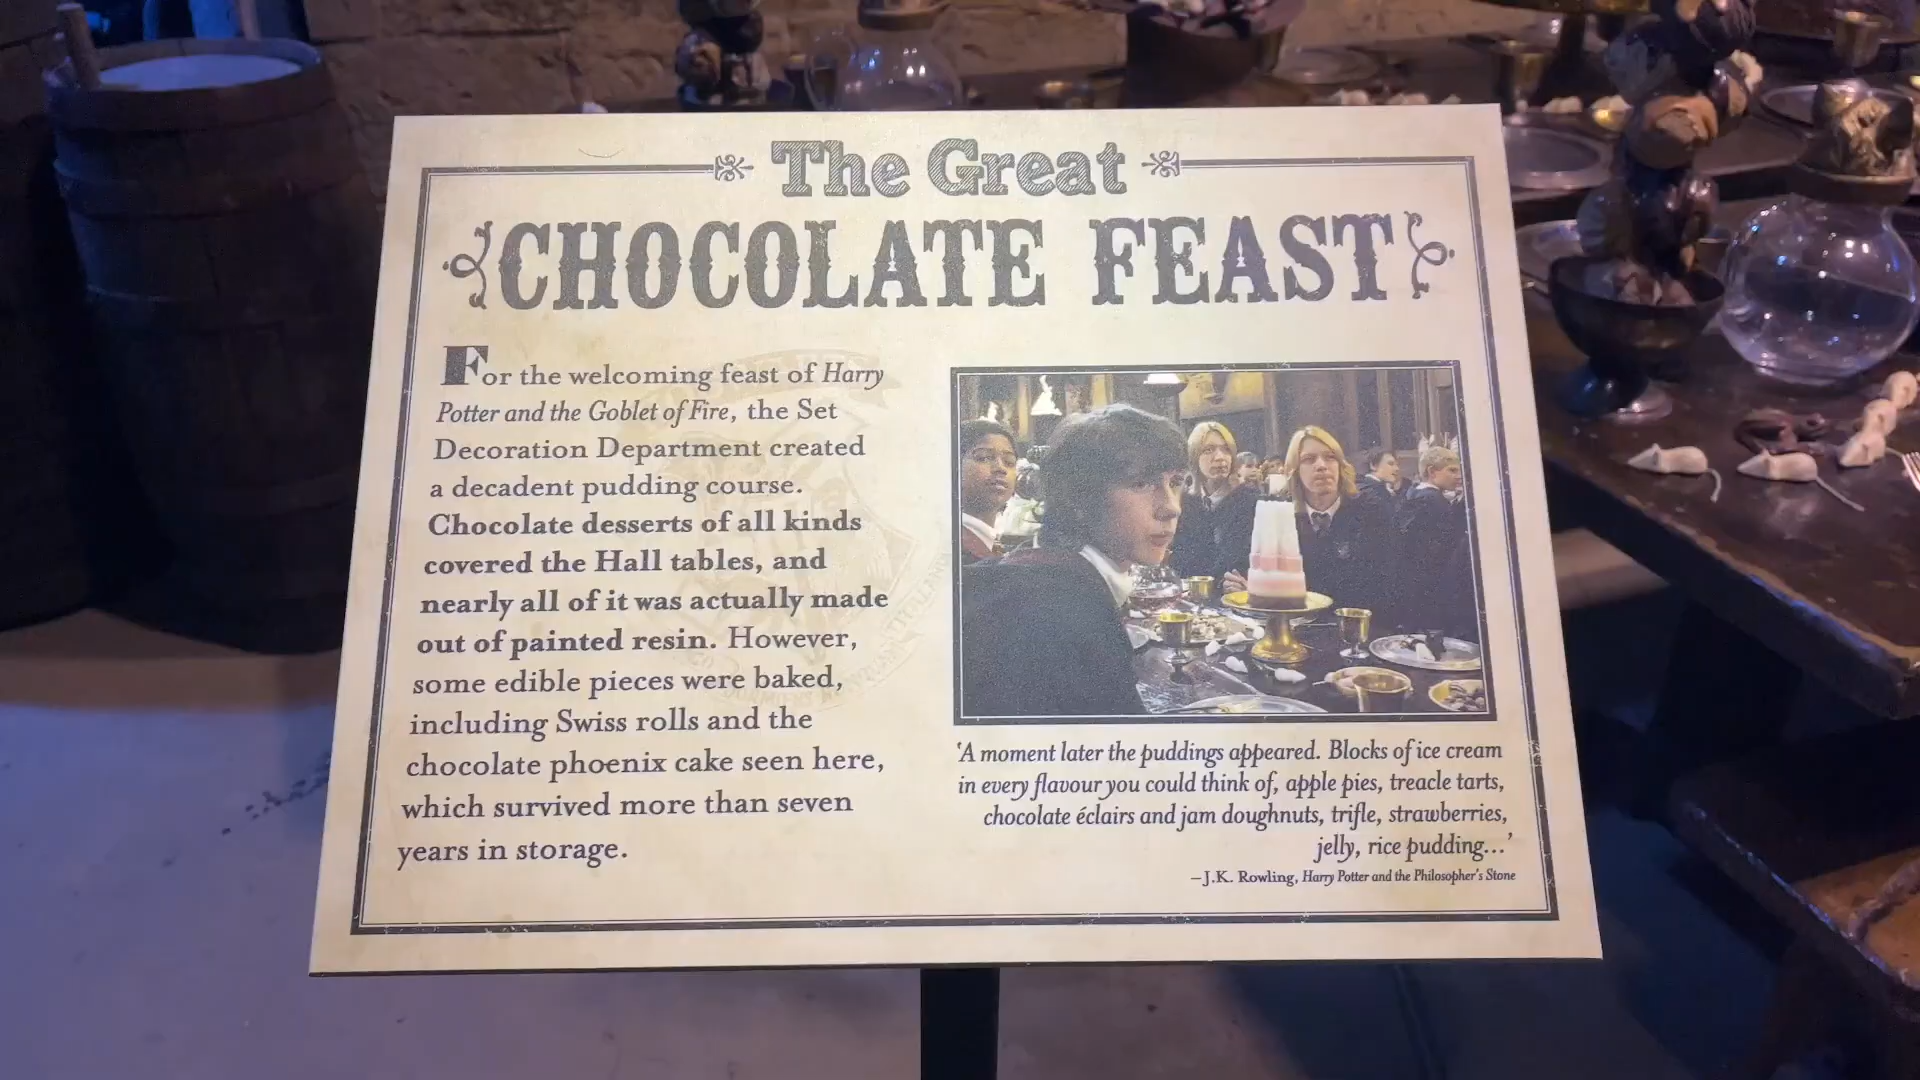 The Great
CHOCOLATE FEAST
For the welcoming feast of Harry
Potter and the Goblet of Fire, the Set
Decoration Department created
a decadent pudding course.
Chocolate desserts of all kinds
covered the Hall tables, and
nearly all of it was actually made
out of painted resin. However,
some edible pieces were baked,
including Swiss rolls and the
chocolate phoenix cake seen here,
which survived more than seven
years in storage.
‘A moment later the puddings appeared. Blocks of ice cream
in every flavour you could think of, apple pies, treacle tarts,
chocolate éclairs and jam doughnuts, trifle, strawberries,
jelly, rice pudding...’
–J.K. Rowling, Harry Potter and the Philosopher's Stone